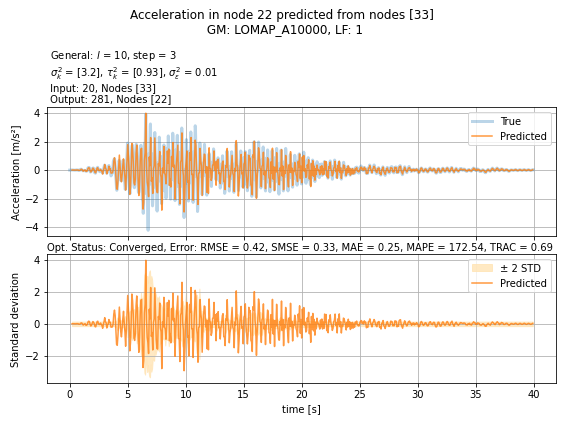 Acceleration in node 22 predicted from nodes [33]
GM: LOMAP_A10000, LF: 1
General: l = 10, step = 3
σ²ₖ = [3.2], τ²ₖ = [0.93], σ²ε = 0.01
Input: 20, Nodes [33]
Output: 281, Nodes [22]
Acceleration [m/s²]
4
2
0
−2
−4
True
Predicted
Opt. Status: Converged, Error: RMSE = 0.42, SMSE = 0.33, MAE = 0.25, MAPE = 172.54, TRAC = 0.69
Standard deviation
4
2
0
−2
± 2 STD
Predicted
0 5 10 15 20 25 30 35 40
time [s]